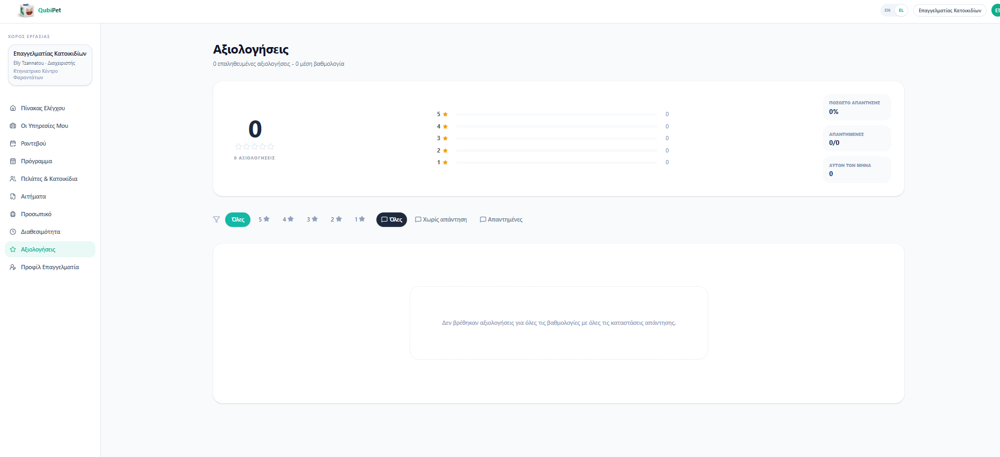 QubiPet
EN EL Επαγγελματίας Κατοικιδίων ET
ΧΩΡΟΣ ΕΡΓΑΣΙΑΣ
Επαγγελματίας Κατοικιδίων
Elly Tzannatou · Διαχειριστής
Κτηνιατρικο Κέντρο
Φαραντάτων
Πίνακας Ελέγχου
Οι Υπηρεσίες Μου
Ραντεβού
Πρόγραμμα
Πελάτες & Κατοικίδια
Αιτήματα
Προσωπικό
Διαθεσιμότητα
Αξιολογήσεις
Προφίλ Επαγγελματία
Αξιολογήσεις
0 επαληθευμένες αξιολογήσεις - 0 μέση βαθμολογία
0
0 ΑΞΙΟΛΟΓΗΣΕΙΣ
5 0
4 0
3 0
2 0
1 0
ΠΟΣΟΣΤΟ ΑΠΑΝΤΗΣΗΣ
0%
ΑΠΑΝΤΗΜΕΝΕΣ
0/0
ΑΥΤΟΝ ΤΟΝ ΜΗΝΑ
0
Όλες 5 4 3 2 1 Όλες Χωρίς απάντηση Απαντημένες
Δεν βρέθηκαν αξιολογήσεις για όλες τις βαθμολογίες με όλες τις καταστάσεις απάντησης.